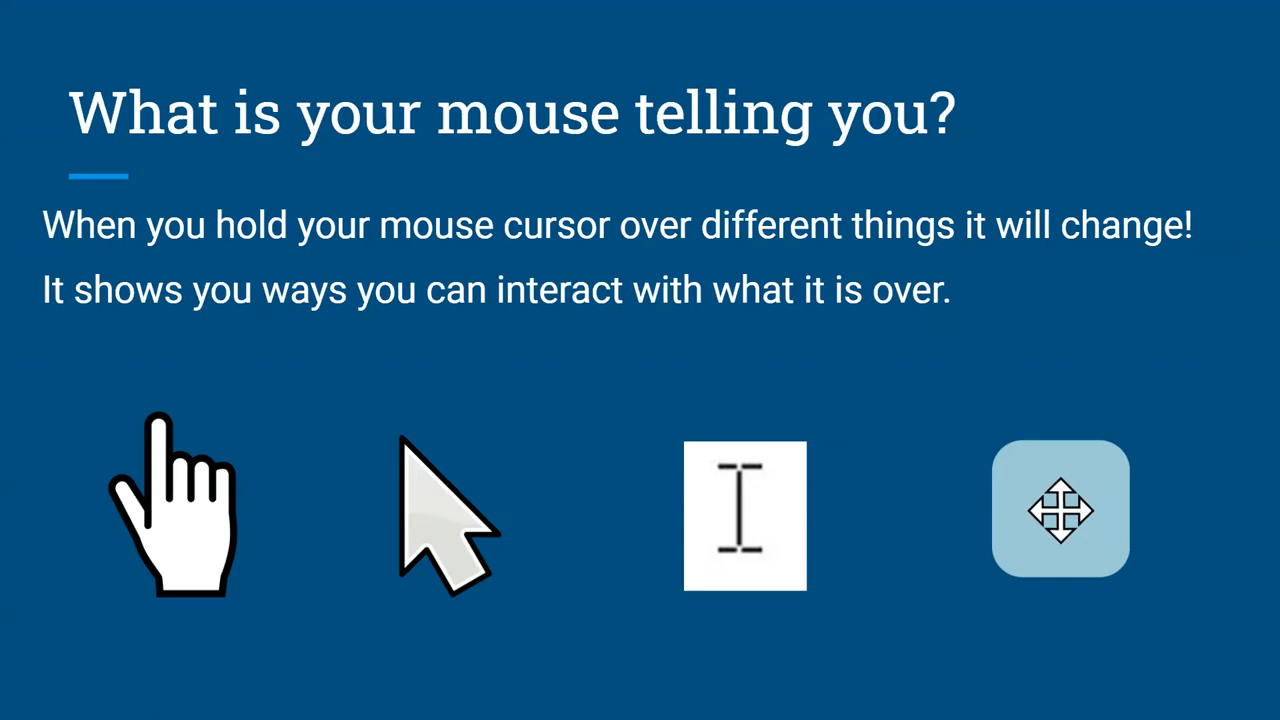 What is your mouse telling you?
When you hold your mouse cursor over different things it will change!
It shows you ways you can interact with what it is over.